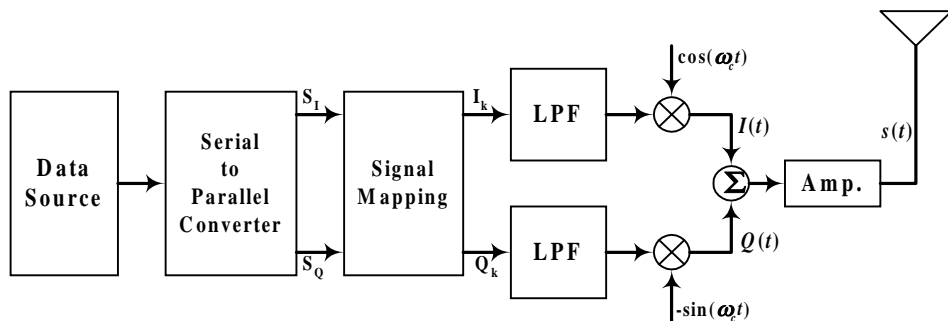 Data
Source
Serial
to
Parallel
Converter
S_I
S_Q
Signal
Mapping
I_k
Q_k
LPF
LPF
cos(ω_c t)
-sin(ω_c t)
I(t)
Q(t)
Σ
Amp.
s(t)